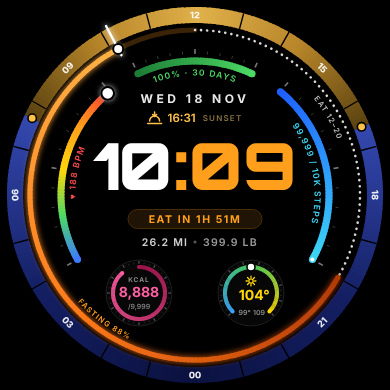 12
09
15
100% · 30 DAYS
WED 18 NOV
16:31 SUNSET
EAT IN 12-20
♥ 188 BPM
10:09
99,999 / 10K STEPS
06
18
EAT IN 1H 51M
26.2 MI • 399.9 LB
KCAL
8,888
/9,999
104°
99° 109
FASTING 88%
03
21
00